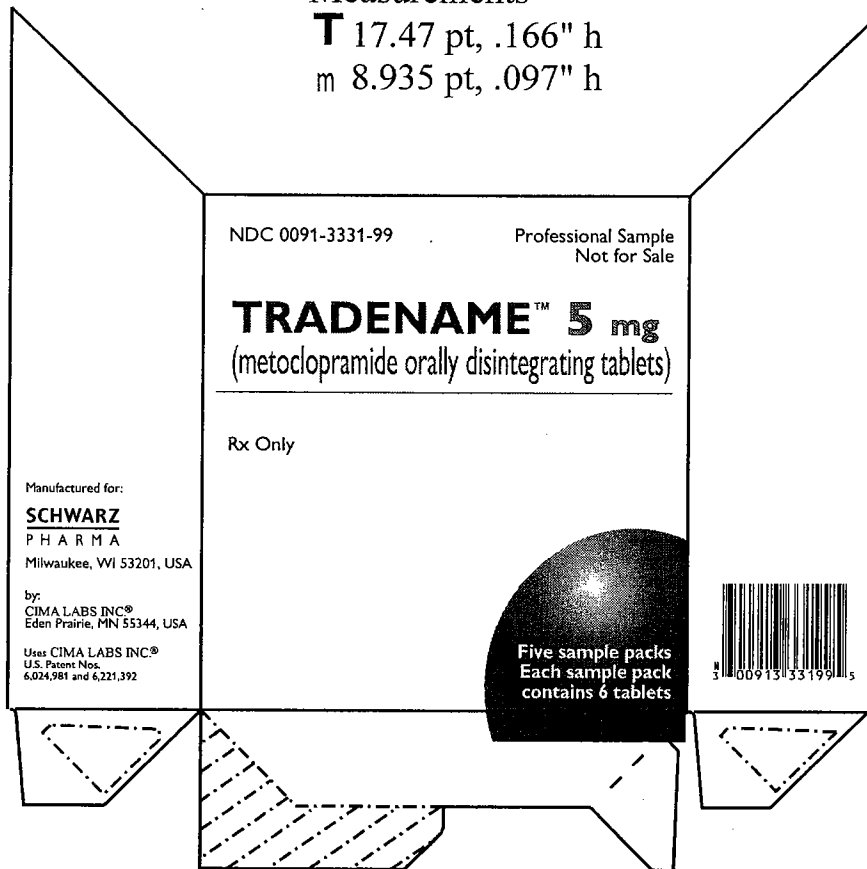 Measurements
T 17.47 pt, .166" h
m 8.935 pt, .097" h
NDC 0091-3331-99
Professional Sample
Not for Sale
TRADENAME™ 5 mg
(metoclopramide orally disintegrating tablets)
Rx Only
Manufactured for:
SCHWARZ
PHARMA
Milwaukee, WI 53201, USA
by:
CIMA LABS INC®
Eden Prairie, MN 55344, USA
Uses CIMA LABS INC.®
U.S. Patent Nos.
6,024,981 and 6,221,392
Five sample packs
Each sample pack
contains 6 tablets
N
3 00913 33199 5